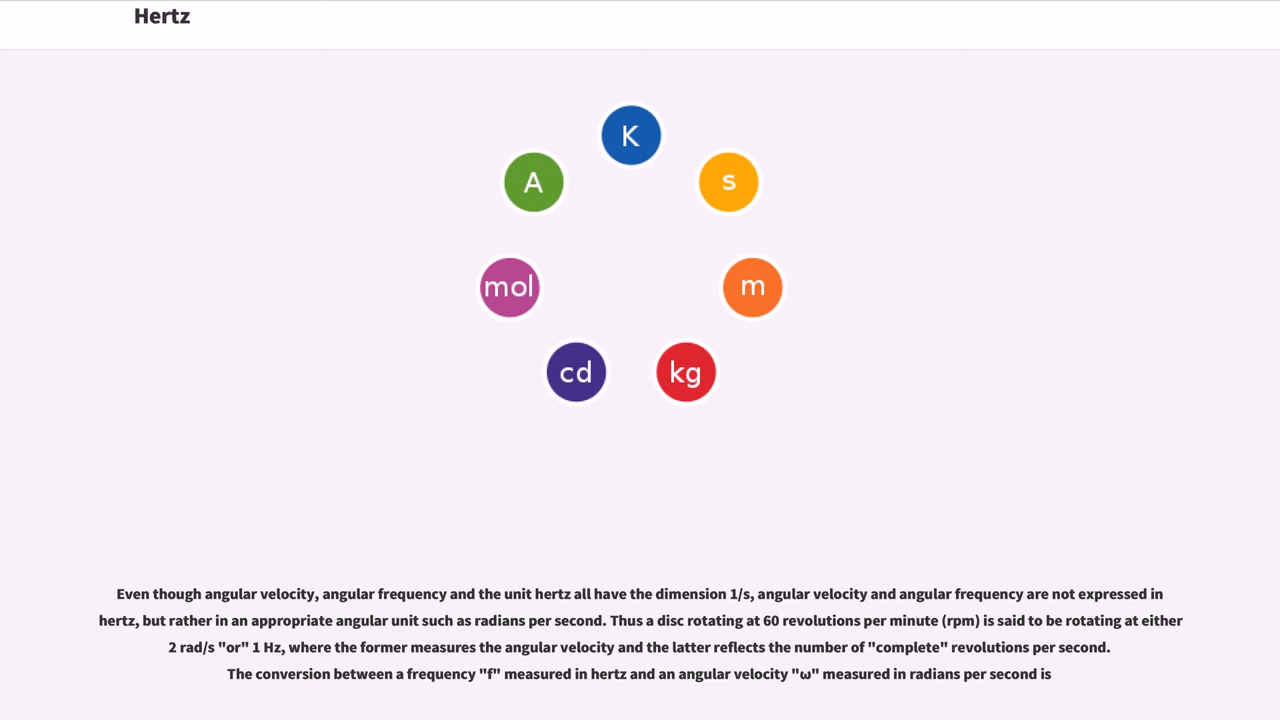 Hertz
K
A
s
mol
m
cd
kg
Even though angular velocity, angular frequency and the unit hertz all have the dimension 1/s, angular velocity and angular frequency are not expressed in
hertz, but rather in an appropriate angular unit such as radians per second. Thus a disc rotating at 60 revolutions per minute (rpm) is said to be rotating at either
2 rad/s "or" 1 Hz, where the former measures the angular velocity and the latter reflects the number of "complete" revolutions per second.
The conversion between a frequency "f" measured in hertz and an angular velocity "ω" measured in radians per second is